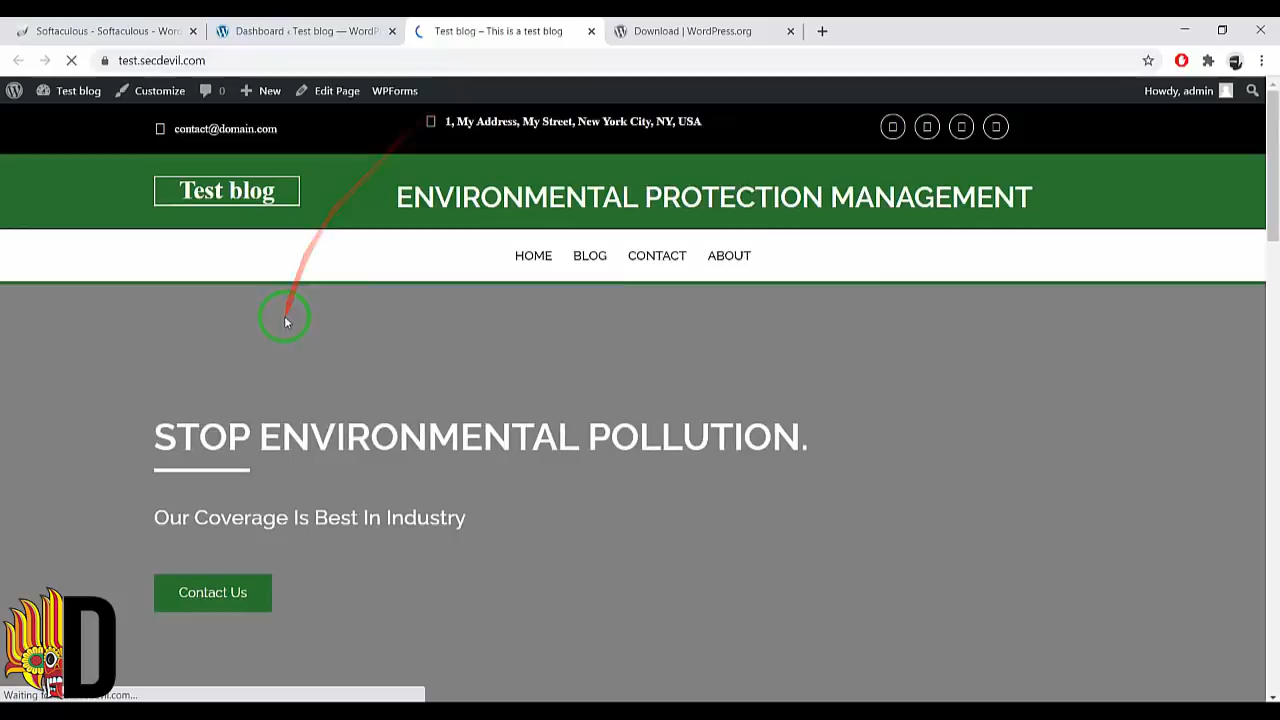 Softaculous - Softaculous - Word
Dashboard ‹ Test blog — WordP
Test blog – This is a test blog
Download | WordPress.org
test.secdevil.com
Test blog
Customize
0
New
Edit Page
WPForms
Howdy, admin
contact@domain.com
1, My Address, My Street, New York City, NY, USA
Test blog
ENVIRONMENTAL PROTECTION MANAGEMENT
HOME
BLOG
CONTACT
ABOUT
STOP ENVIRONMENTAL POLLUTION.
Our Coverage Is Best In Industry
Contact Us
D
Waiting